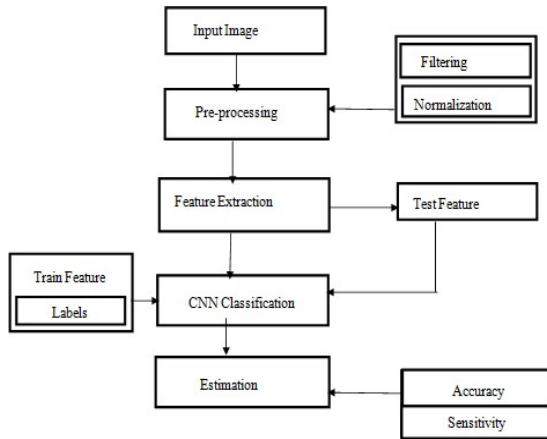 Input Image
Filtering
Normalization
Pre-processing
Feature Extraction
Test Feature
Train Feature
Labels
CNN Classification
Estimation
Accuracy
Sensitivity